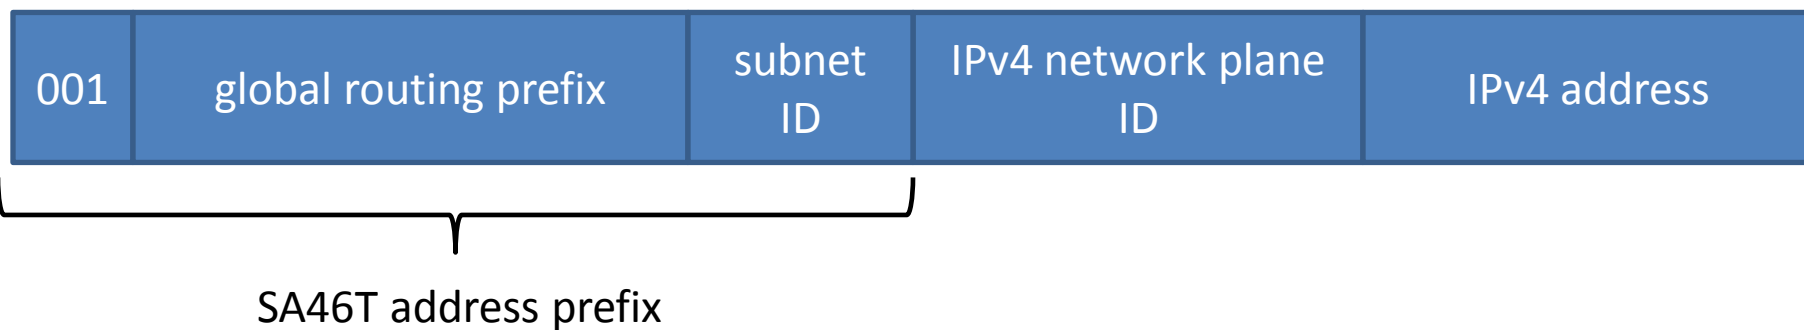 001
global routing prefix
subnet
ID
IPv4 network plane
ID
IPv4 address
SA46T address prefix